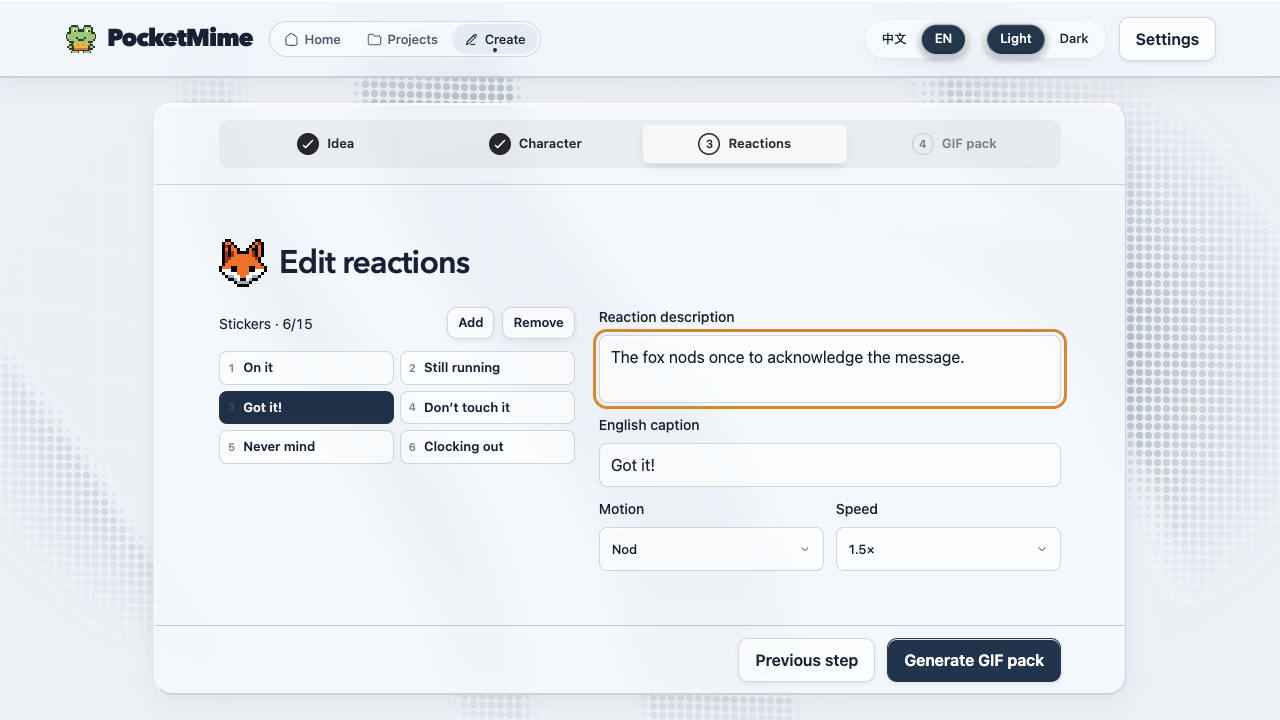 PocketMime
Home
Projects
Create
中文
EN
Light
Dark
Settings
Idea
Character
3 Reactions
4 GIF pack
Edit reactions
Stickers · 6/15
Add
Remove
1 On it
2 Still running
3 Got it!
4 Don’t touch it
5 Never mind
6 Clocking out
Reaction description
The fox nods once to acknowledge the message.
English caption
Got it!
Motion
Speed
Nod
1.5×
Previous step
Generate GIF pack